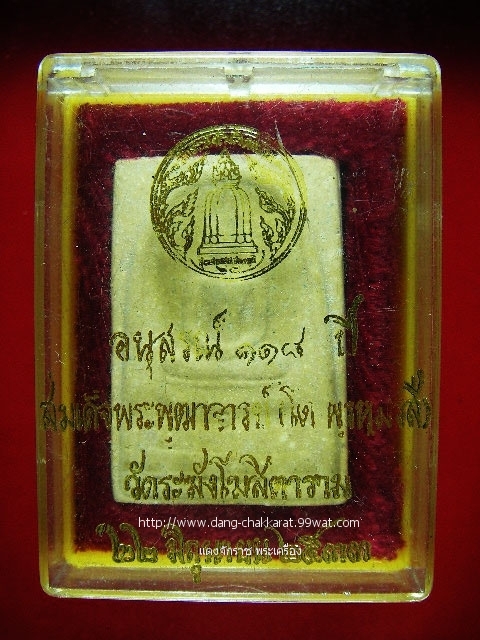 อนุสรณ์ ๑๑๘ ปี
สมเด็จพระพุฒาจารย์ (โต พฺรหฺมรํสี)
วัดระฆังโฆสิตาราม
http://www.dang-chakkarat.99wat.com
แดงจักราช พระเครื่อง
๒๒ มิถุนายน ๒๕๓๓